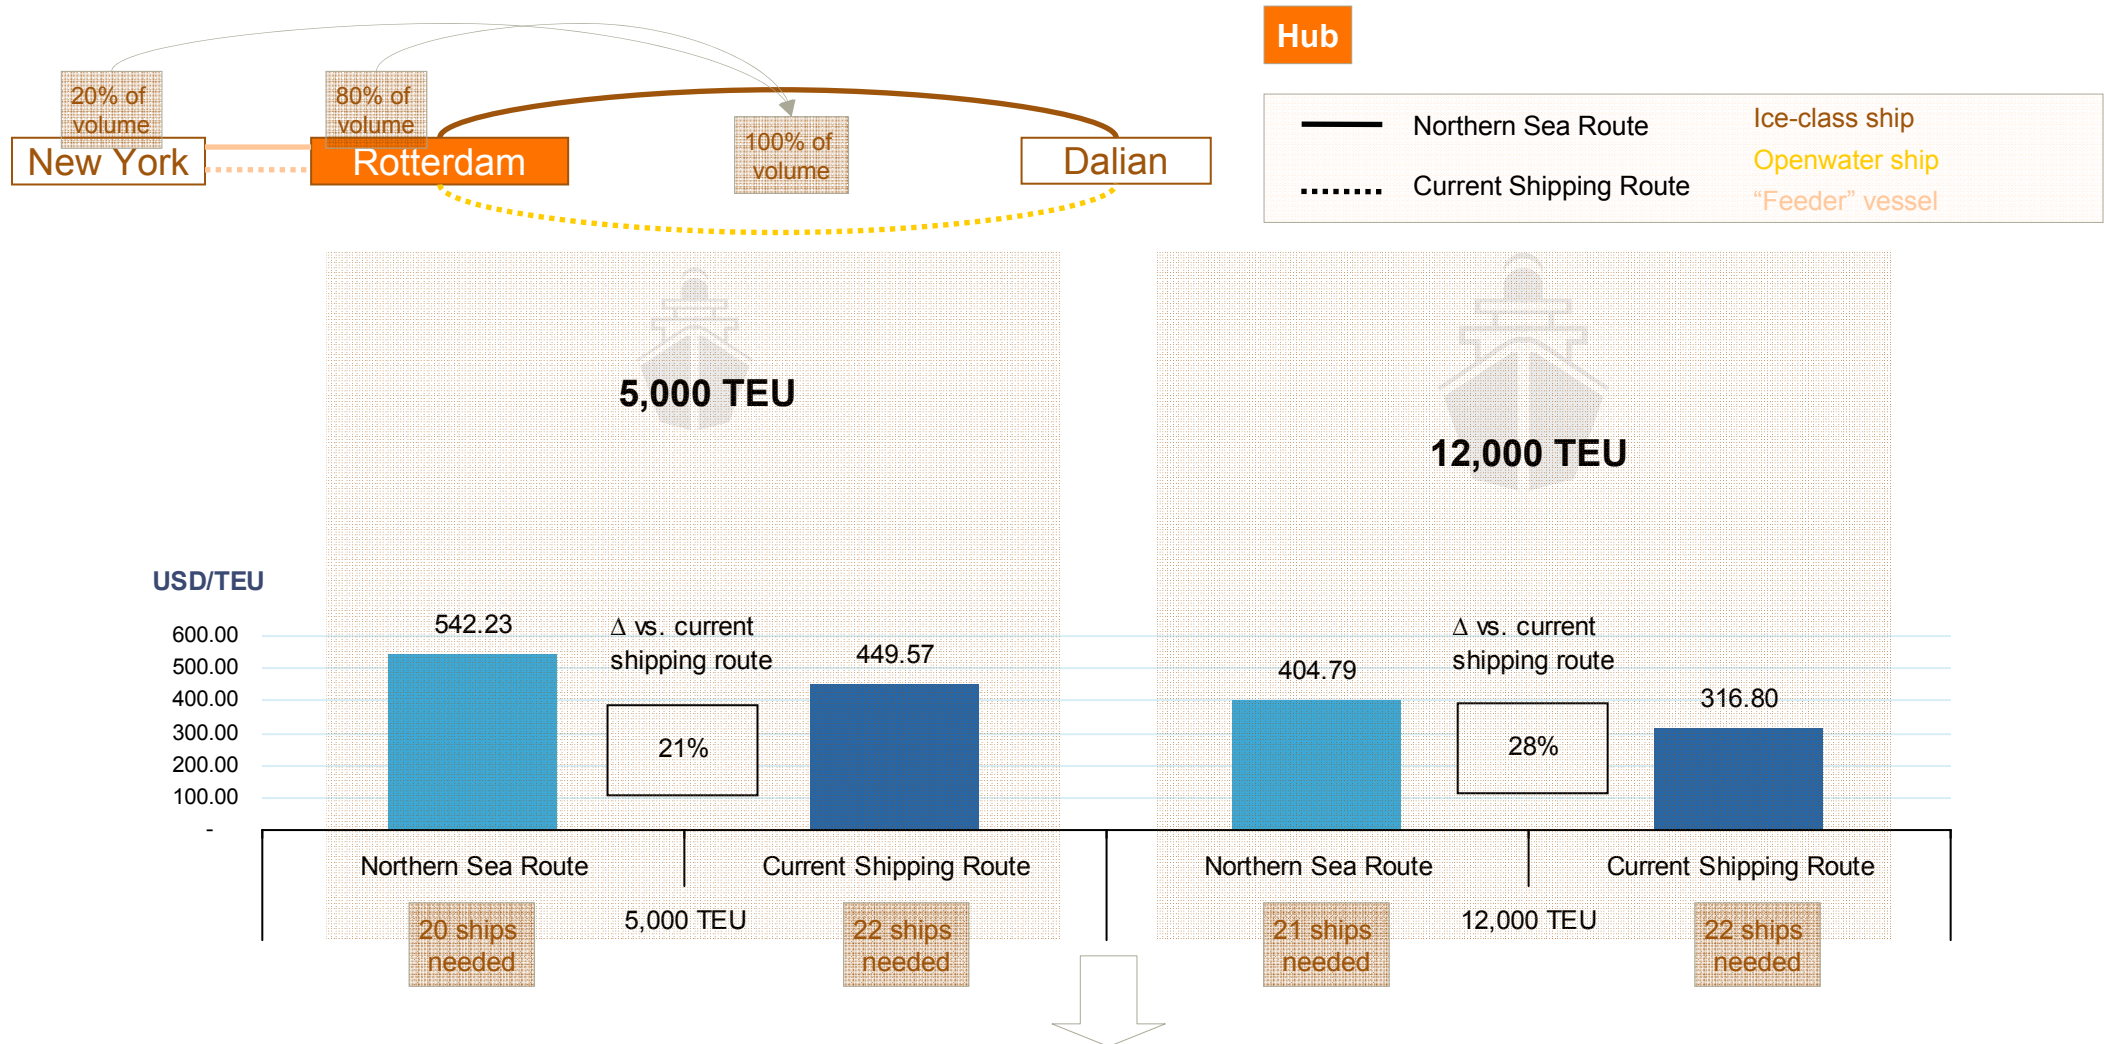 Hub
20% of
volume
80% of
volume
100% of
volume
New York
Rotterdam
Dalian
Northern Sea Route
Ice-class ship
Openwater ship
Current Shipping Route
“Feeder” vessel
5,000 TEU
12,000 TEU
USD/TEU
600.00
500.00
400.00
300.00
200.00
100.00
-
542.23
Δ vs. current
shipping route
449.57
21%
404.79
Δ vs. current
shipping route
316.80
28%
Northern Sea Route
Current Shipping Route
Northern Sea Route
Current Shipping Route
5,000 TEU
12,000 TEU
20 ships
needed
22 ships
needed
21 ships
needed
22 ships
needed